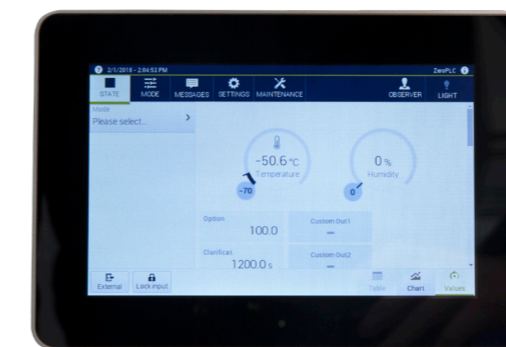 2/1/2018 - 2:04:52 PM
ZeroPLC
STATE MODE MESSAGES SETTINGS MAINTENANCE OBSERVER LIGHT
Mode
Please select...
-50.6 °C
Temperature
-70
0 %
Humidity
0
Option
100.0
Custom Out1
Clarificat.
1200.0 s
Custom Out2
External Lock input Table Chart Values